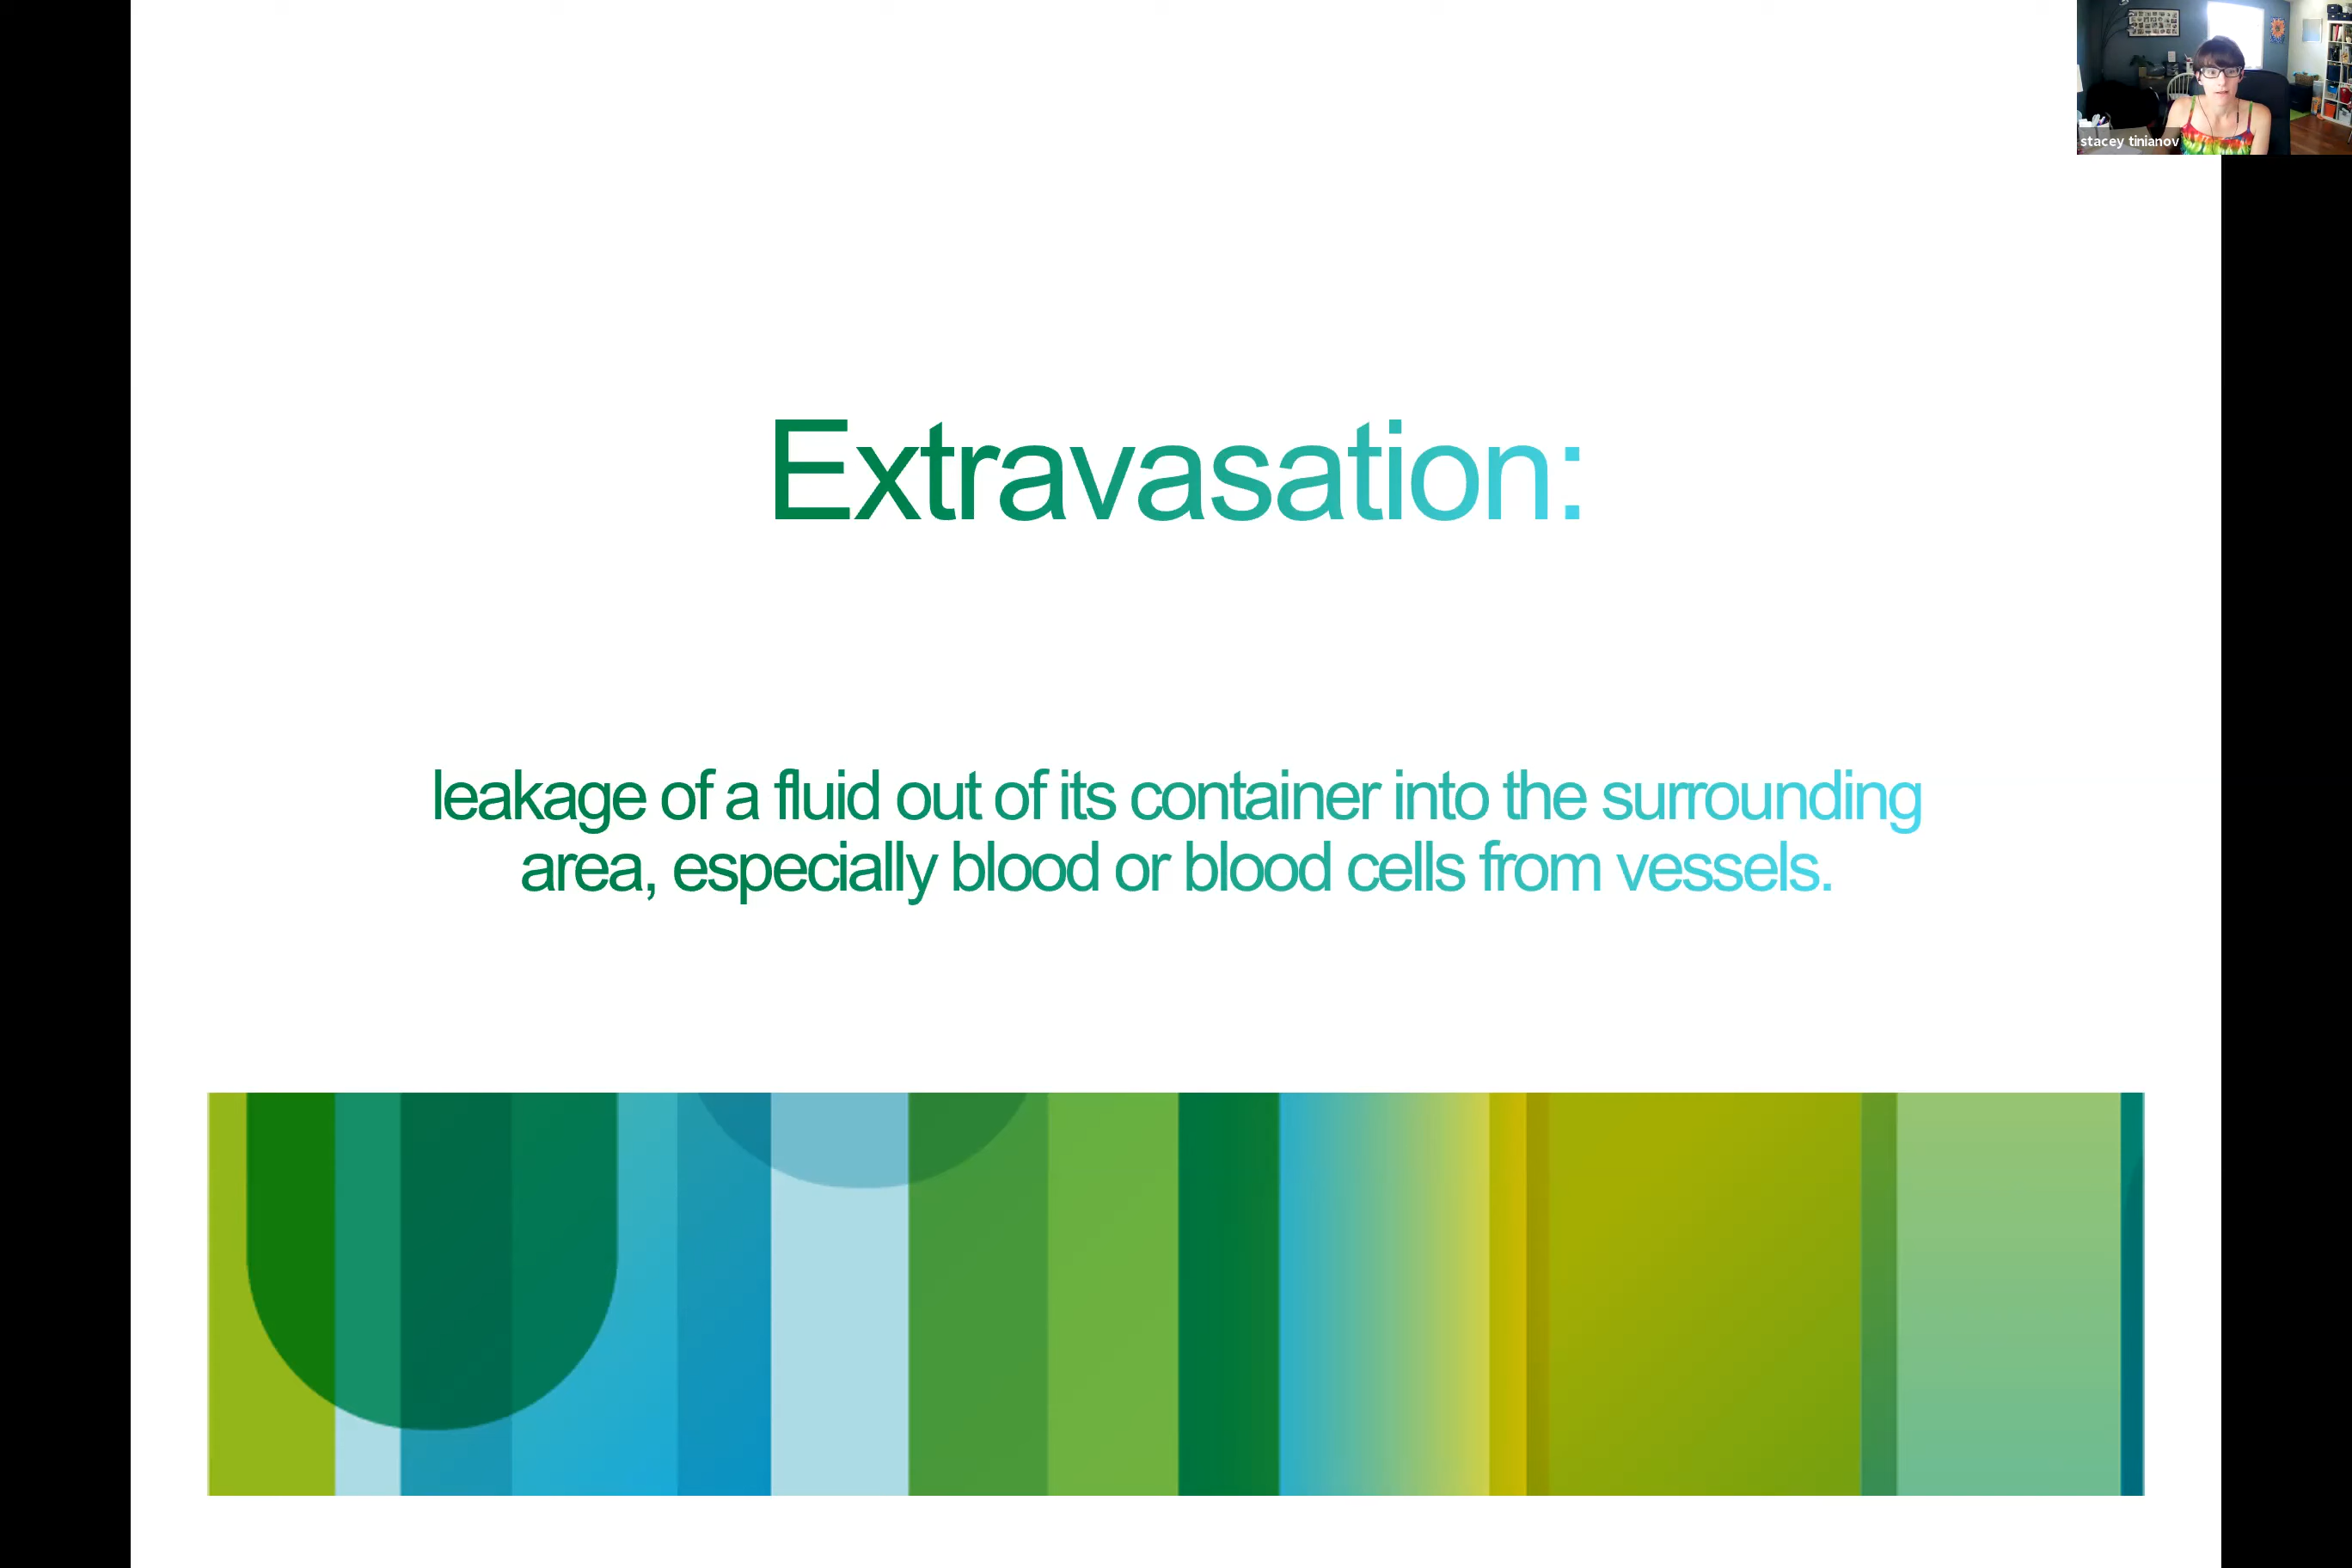 stacey tinianov
Extravasation:
leakage of a fluid out of its container into the surrounding
area, especially blood or blood cells from vessels.